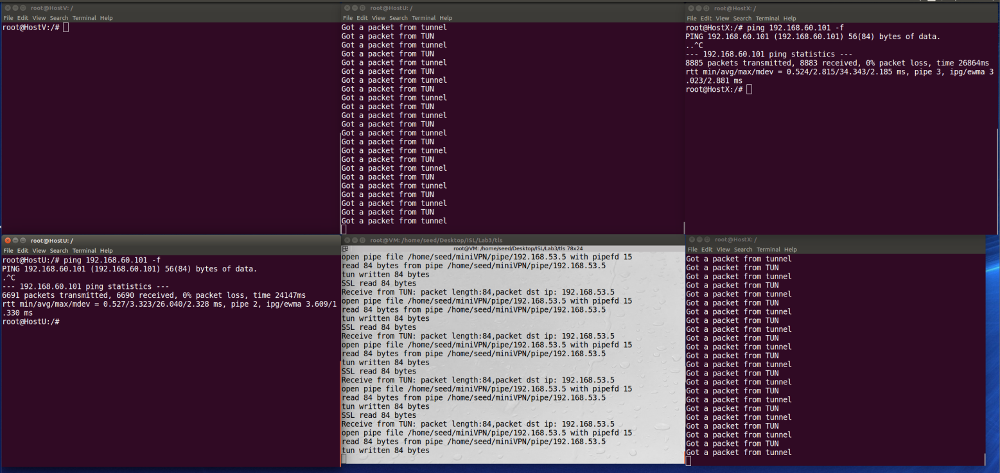 root@HostV: /
File Edit View Search Terminal Help
root@HostV:/#
root@HostU: /
File Edit View Search Terminal Help
Got a packet from tunnel
Got a packet from TUN
Got a packet from tunnel
Got a packet from TUN
Got a packet from tunnel
Got a packet from TUN
Got a packet from tunnel
Got a packet from TUN
Got a packet from tunnel
Got a packet from TUN
Got a packet from tunnel
Got a packet from TUN
Got a packet from tunnel
Got a packet from TUN
Got a packet from tunnel
Got a packet from TUN
Got a packet from tunnel
Got a packet from TUN
Got a packet from tunnel
Got a packet from TUN
Got a packet from tunnel
Got a packet from TUN
Got a packet from tunnel
root@HostX: /
File Edit View Search Terminal Help
root@HostX:/# ping 192.168.60.101 -f
PING 192.168.60.101 (192.168.60.101) 56(84) bytes of data.
..^C
--- 192.168.60.101 ping statistics ---
8885 packets transmitted, 8883 received, 0% packet loss, time 26864ms
rtt min/avg/max/mdev = 0.524/2.815/34.343/2.185 ms, pipe 3, ipg/ewma 3
.023/2.881 ms
root@HostX:/#
root@HostU: /
File Edit View Search Terminal Help
root@HostU:/# ping 192.168.60.101 -f
PING 192.168.60.101 (192.168.60.101) 56(84) bytes of data.
.^C
--- 192.168.60.101 ping statistics ---
6691 packets transmitted, 6690 received, 0% packet loss, time 24147ms
rtt min/avg/max/mdev = 0.527/3.323/26.040/2.328 ms, pipe 2, ipg/ewma 3.609/1
.330 ms
root@HostU:/#
root@VM: /home/seed/Desktop/ISL/Lab3/tls
root@VM: /home/seed/Desktop/ISL/Lab3/tls 78x24
open pipe file /home/seed/miniVPN/pipe/192.168.53.5 with pipefd 15
read 84 bytes from pipe /home/seed/miniVPN/pipe/192.168.53.5
tun written 84 bytes
SSL read 84 bytes
Receive from TUN: packet length:84,packet dst ip: 192.168.53.5
open pipe file /home/seed/miniVPN/pipe/192.168.53.5 with pipefd 15
read 84 bytes from pipe /home/seed/miniVPN/pipe/192.168.53.5
tun written 84 bytes
SSL read 84 bytes
Receive from TUN: packet length:84,packet dst ip: 192.168.53.5
open pipe file /home/seed/miniVPN/pipe/192.168.53.5 with pipefd 15
read 84 bytes from pipe /home/seed/miniVPN/pipe/192.168.53.5
tun written 84 bytes
SSL read 84 bytes
Receive from TUN: packet length:84,packet dst ip: 192.168.53.5
open pipe file /home/seed/miniVPN/pipe/192.168.53.5 with pipefd 15
read 84 bytes from pipe /home/seed/miniVPN/pipe/192.168.53.5
tun written 84 bytes
SSL read 84 bytes
Receive from TUN: packet length:84,packet dst ip: 192.168.53.5
open pipe file /home/seed/miniVPN/pipe/192.168.53.5 with pipefd 15
read 84 bytes from pipe /home/seed/miniVPN/pipe/192.168.53.5
tun written 84 bytes
root@HostX: /
File Edit View Search Terminal Help
Got a packet from tunnel
Got a packet from TUN
Got a packet from tunnel
Got a packet from TUN
Got a packet from tunnel
Got a packet from TUN
Got a packet from tunnel
Got a packet from TUN
Got a packet from tunnel
Got a packet from TUN
Got a packet from tunnel
Got a packet from TUN
Got a packet from tunnel
Got a packet from TUN
Got a packet from tunnel
Got a packet from TUN
Got a packet from tunnel
Got a packet from TUN
Got a packet from tunnel
Got a packet from TUN
Got a packet from tunnel
Got a packet from TUN
Got a packet from tunnel